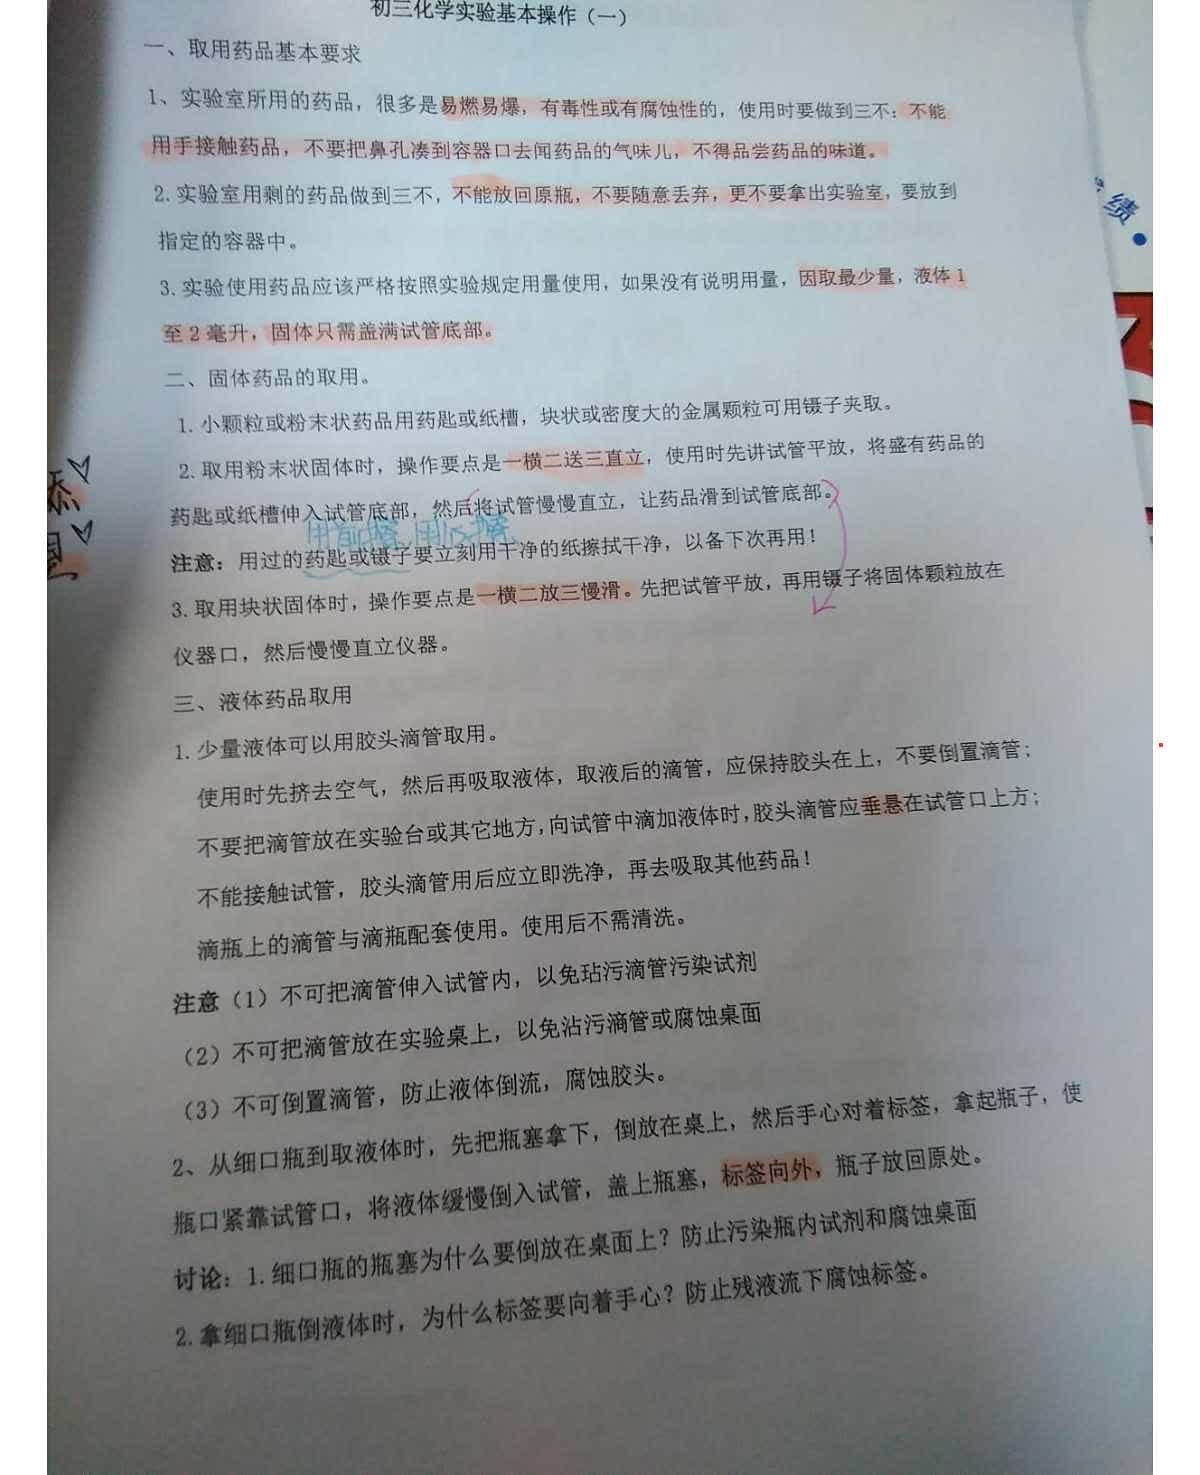 初三化学实验基本操作（一）
一、取用药品基本要求
1、实验室所用的药品，很多是易燃易爆，有毒性或有腐蚀性的，使用时要做到三不：不能
用手接触药品，不要把鼻孔凑到容器口去闻药品的气味儿，不得品尝药品的味道。
2.实验室用剩的药品做到三不，不能放回原瓶，不要随意丢弃，更不要拿出实验室，要放到
指定的容器中。
3.实验使用药品应该严格按照实验规定用量使用，如果没有说明用量，因取最少量，液体1
至2毫升，固体只需盖满试管底部。
二、固体药品的取用。
1.小颗粒或粉末状药品用药匙或纸槽，块状或密度大的金属颗粒可用镊子夹取。
2.取用粉末状固体时，操作要点是一横二送三直立，使用时先讲试管平放，将盛有药品的
药匙或纸槽伸入试管底部，然后将试管慢慢直立，让药品滑到试管底部。
用前擦，用后擦
注意：用过的药匙或镊子要立刻用干净的纸擦拭干净，以备下次再用！
3.取用块状固体时，操作要点是一横二放三慢滑。先把试管平放，再用镊子将固体颗粒放在
仪器口，然后慢慢直立仪器。
三、液体药品取用
1.少量液体可以用胶头滴管取用。
使用时先挤去空气，然后再吸取液体，取液后的滴管，应保持胶头在上，不要倒置滴管；
不要把滴管放在实验台或其它地方,向试管中滴加液体时,胶头滴管应垂悬在试管口上方；
不能接触试管，胶头滴管用后应立即洗净，再去吸取其他药品！
滴瓶上的滴管与滴瓶配套使用。使用后不需清洗。
注意（1）不可把滴管伸入试管内，以免玷污滴管污染试剂
（2）不可把滴管放在实验桌上，以免沾污滴管或腐蚀桌面
（3）不可倒置滴管，防止液体倒流，腐蚀胶头。
2、从细口瓶到取液体时，先把瓶塞拿下，倒放在桌上，然后手心对着标签，拿起瓶子，使
瓶口紧靠试管口，将液体缓慢倒入试管，盖上瓶塞，标签向外，瓶子放回原处。
讨论：1.细口瓶的瓶塞为什么要倒放在桌面上？防止污染瓶内试剂和腐蚀桌面
2.拿细口瓶倒液体时，为什么标签要向着手心？防止残液流下腐蚀标签。
绩